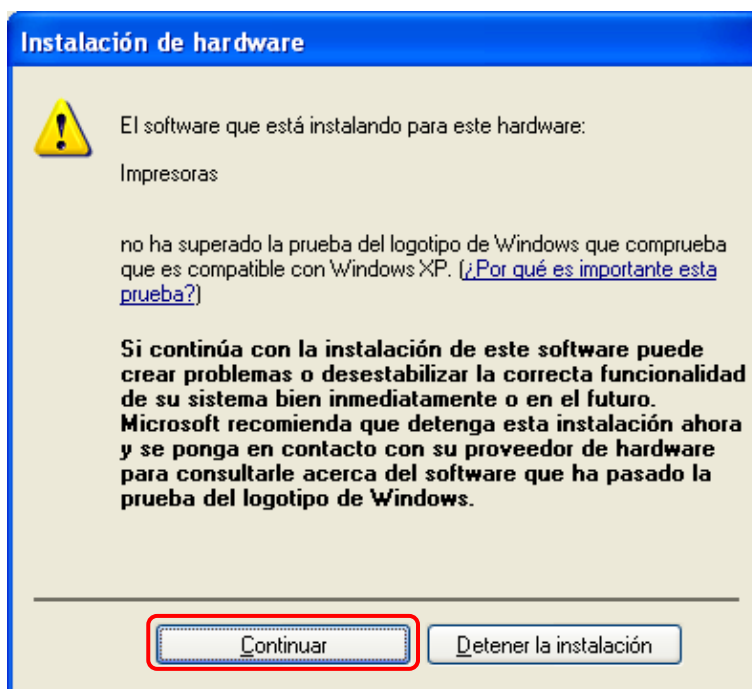 Instalación de hardware
El software que está instalando para este hardware:
Impresoras
no ha superado la prueba del logotipo de Windows que comprueba
que es compatible con Windows XP. (¿Por qué es importante esta
prueba?)
Si continúa con la instalación de este software puede
crear problemas o desestabilizar la correcta funcionalidad
de su sistema bien inmediatamente o en el futuro.
Microsoft recomienda que detenga esta instalación ahora
y se ponga en contacto con su proveedor de hardware
para consultarle acerca del software que ha pasado la
prueba del logotipo de Windows.
Continuar
Detener la instalación